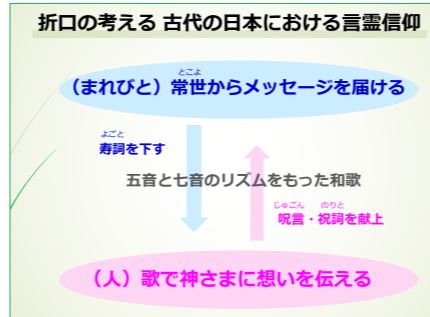 折口の考える 古代の日本における言霊信仰
とこよ
（まれびと）常世からメッセージを届ける
よごと
寿詞を下す
五音と七音のリズムをもった和歌
じゅごん のりと
呪言・祝詞を献上
（人）歌で神さまに想いを伝える